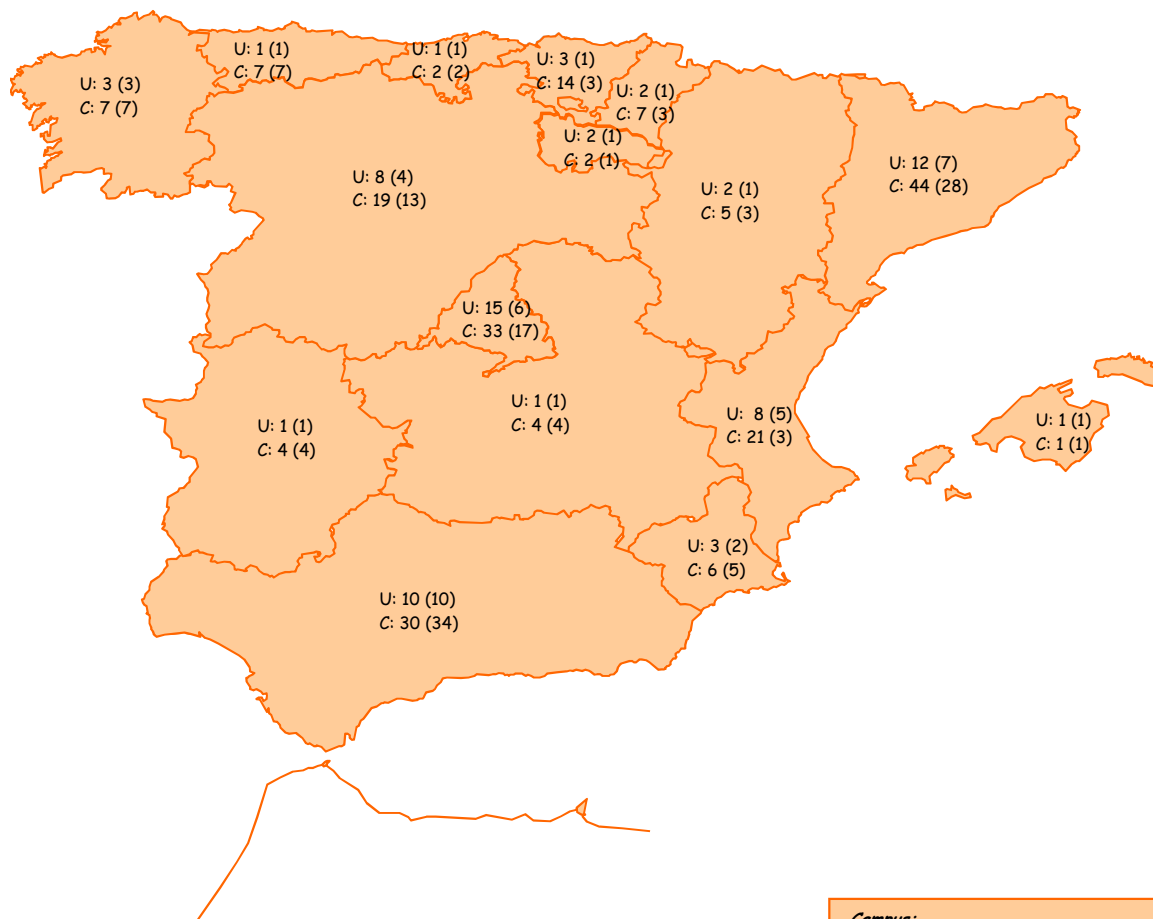 U: 1 (1)
C: 7 (7)
U: 1 (1)
C: 2 (2)
U: 3 (1)
C: 14 (3)
U: 3 (3)
C: 7 (7)
U: 2 (1)
C: 7 (3)
U: 2 (1)
C: 2 (1)
U: 12 (7)
C: 44 (28)
U: 8 (4)
C: 19 (13)
U: 2 (1)
C: 5 (3)
U: 15 (6)
C: 33 (17)
U: 1 (1)
C: 4 (4)
U: 8 (5)
C: 21 (3)
U: 1 (1)
C: 1 (1)
U: 1 (1)
C: 4 (4)
U: 3 (2)
C: 6 (5)
U: 10 (10)
C: 30 (34)
Campus: